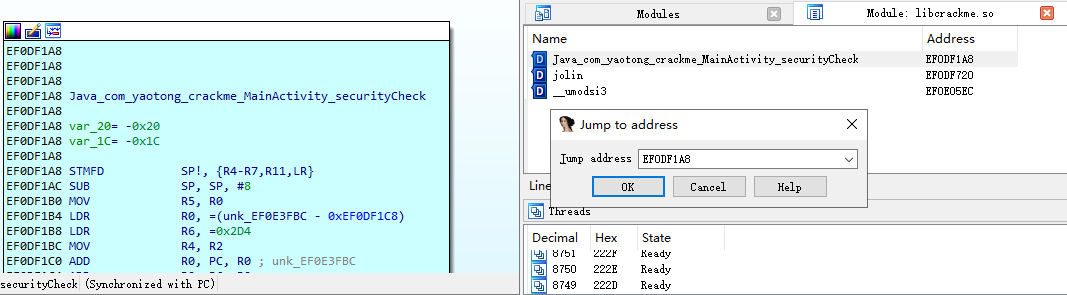 EF0DF1A8
EF0DF1A8
EF0DF1A8
EF0DF1A8 Java_com_yaotong_crackme_MainActivity_securityCheck
EF0DF1A8
EF0DF1A8 var_20= -0x20
EF0DF1A8 var_1C= -0x1C
EF0DF1A8
EF0DF1A8 STMFD SP!, {R4-R7,R11,LR}
EF0DF1AC SUB SP, SP, #8
EF0DF1B0 MOV R5, R0
EF0DF1B4 LDR R0, =(unk_EF0E3FBC - 0xEF0DF1C8)
EF0DF1B8 LDR R6, =0x2D4
EF0DF1BC MOV R4, R2
EF0DF1C0 ADD R0, PC, R0 ; unk_EF0E3FBC
securityCheck (Synchronized with PC)
Modules
Module: libcrackme.so
Name Address
D Java_com_yaotong_crackme_MainActivity_securityCheck EF0DF1A8
D jolin EF0DF720
D __umodsi3 EF0E05EC
Jump to address
Jump address EF0DF1A8
OK Cancel Help
Line
Threads
Decimal Hex State
8751 222F Ready
8750 222E Ready
8749 222D Ready